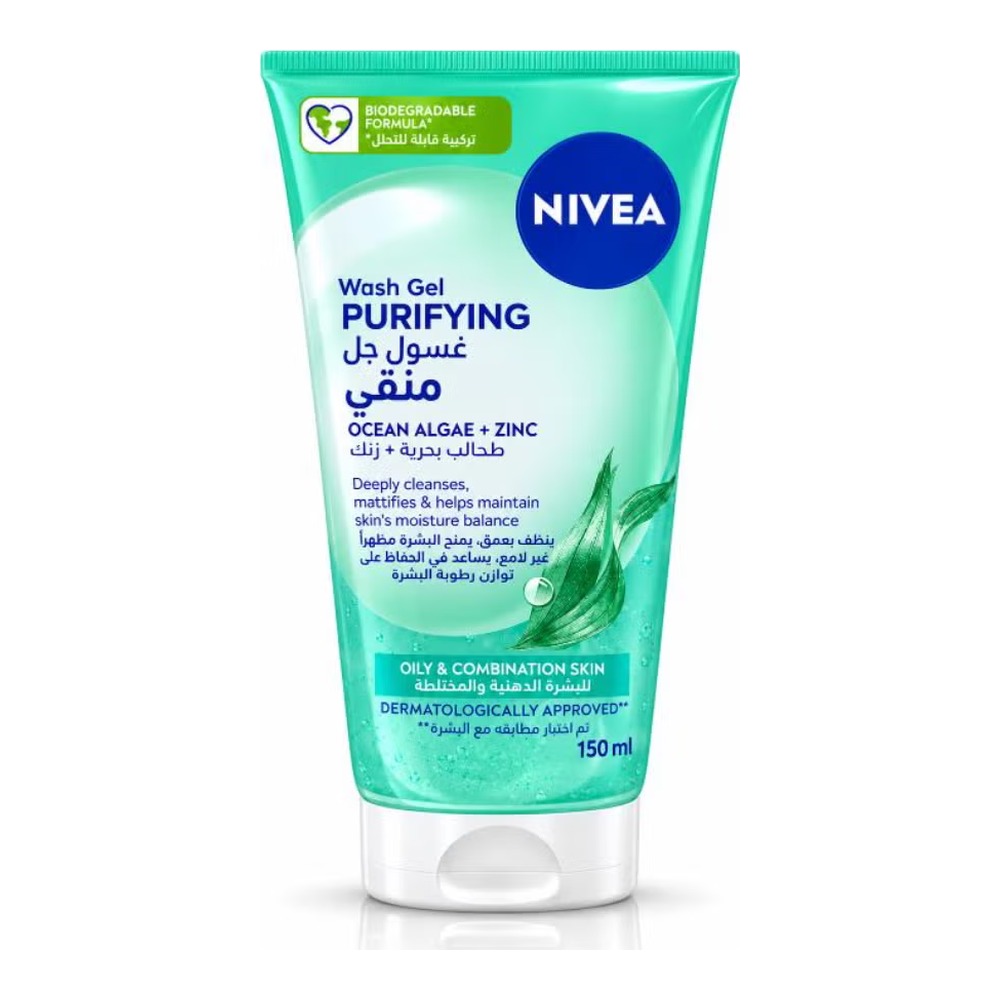 BIODEGRADABLE
FORMULA*
تركيبة قابلة للتحلل*
NIVEA
Wash Gel
PURIFYING
غسول جل
منقي
OCEAN ALGAE + ZINC
طحالب بحرية + زنك
Deeply cleanses,
mattifies & helps maintain
skin's moisture balance
ينظف بعمق، يمنح البشرة مظهراً
غير لامع، يساعد في الحفاظ على
توازن رطوبة البشرة
OILY & COMBINATION SKIN
للبشرة الدهنية والمختلطة
DERMATOLOGICALLY APPROVED**
تم اختبار مطابقه مع البشرة**
150 ml